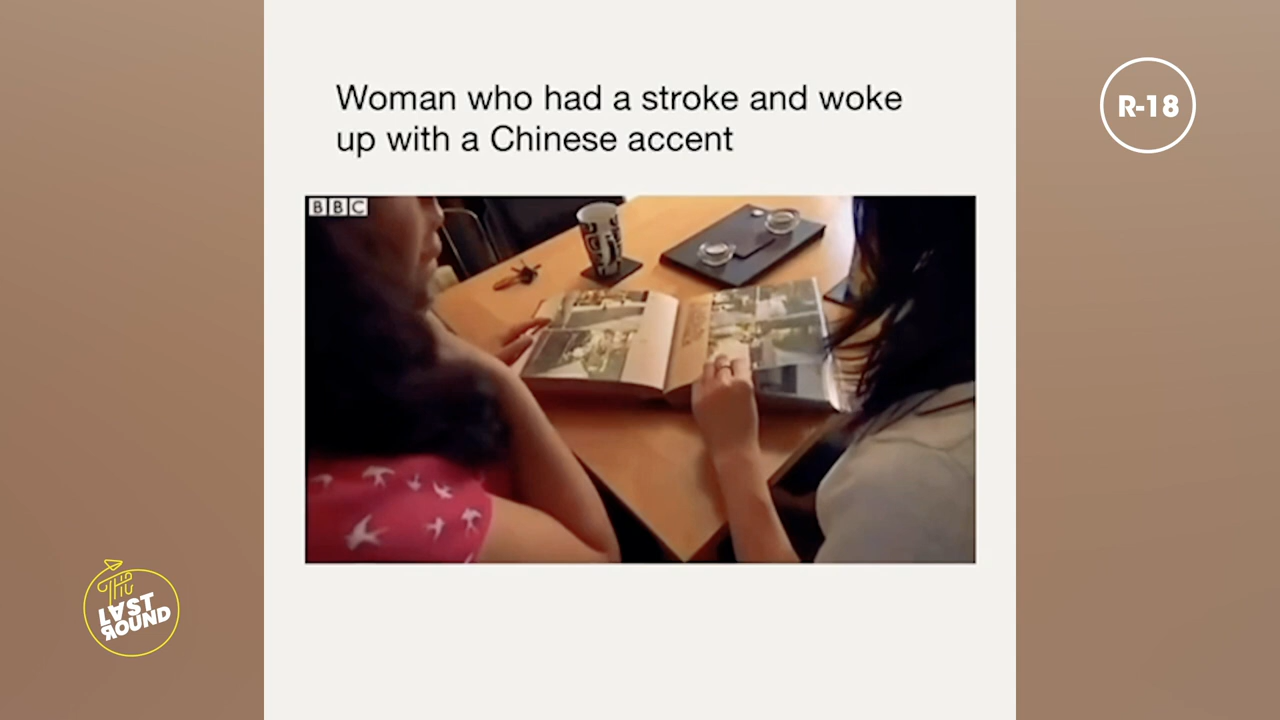 Woman who had a stroke and woke
up with a Chinese accent
R-18
BBC
THE
LAST
ROUND